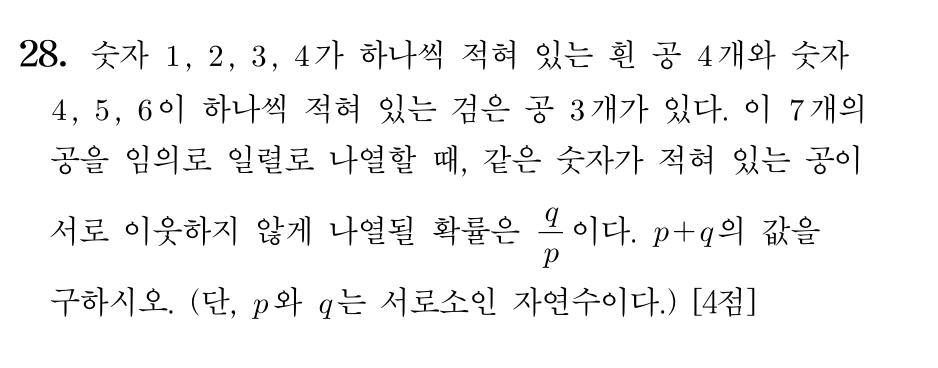 28. 숫자 1, 2, 3, 4가 하나씩 적혀 있는 흰 공 4개와 숫자
4, 5, 6이 하나씩 적혀 있는 검은 공 3개가 있다. 이 7개의
공을 임의로 일렬로 나열할 때, 같은 숫자가 적혀 있는 공이
서로 이웃하지 않게 나열될 확률은 q/p이다. p+q의 값을
구하시오. (단, p와 q는 서로소인 자연수이다.) [4점]